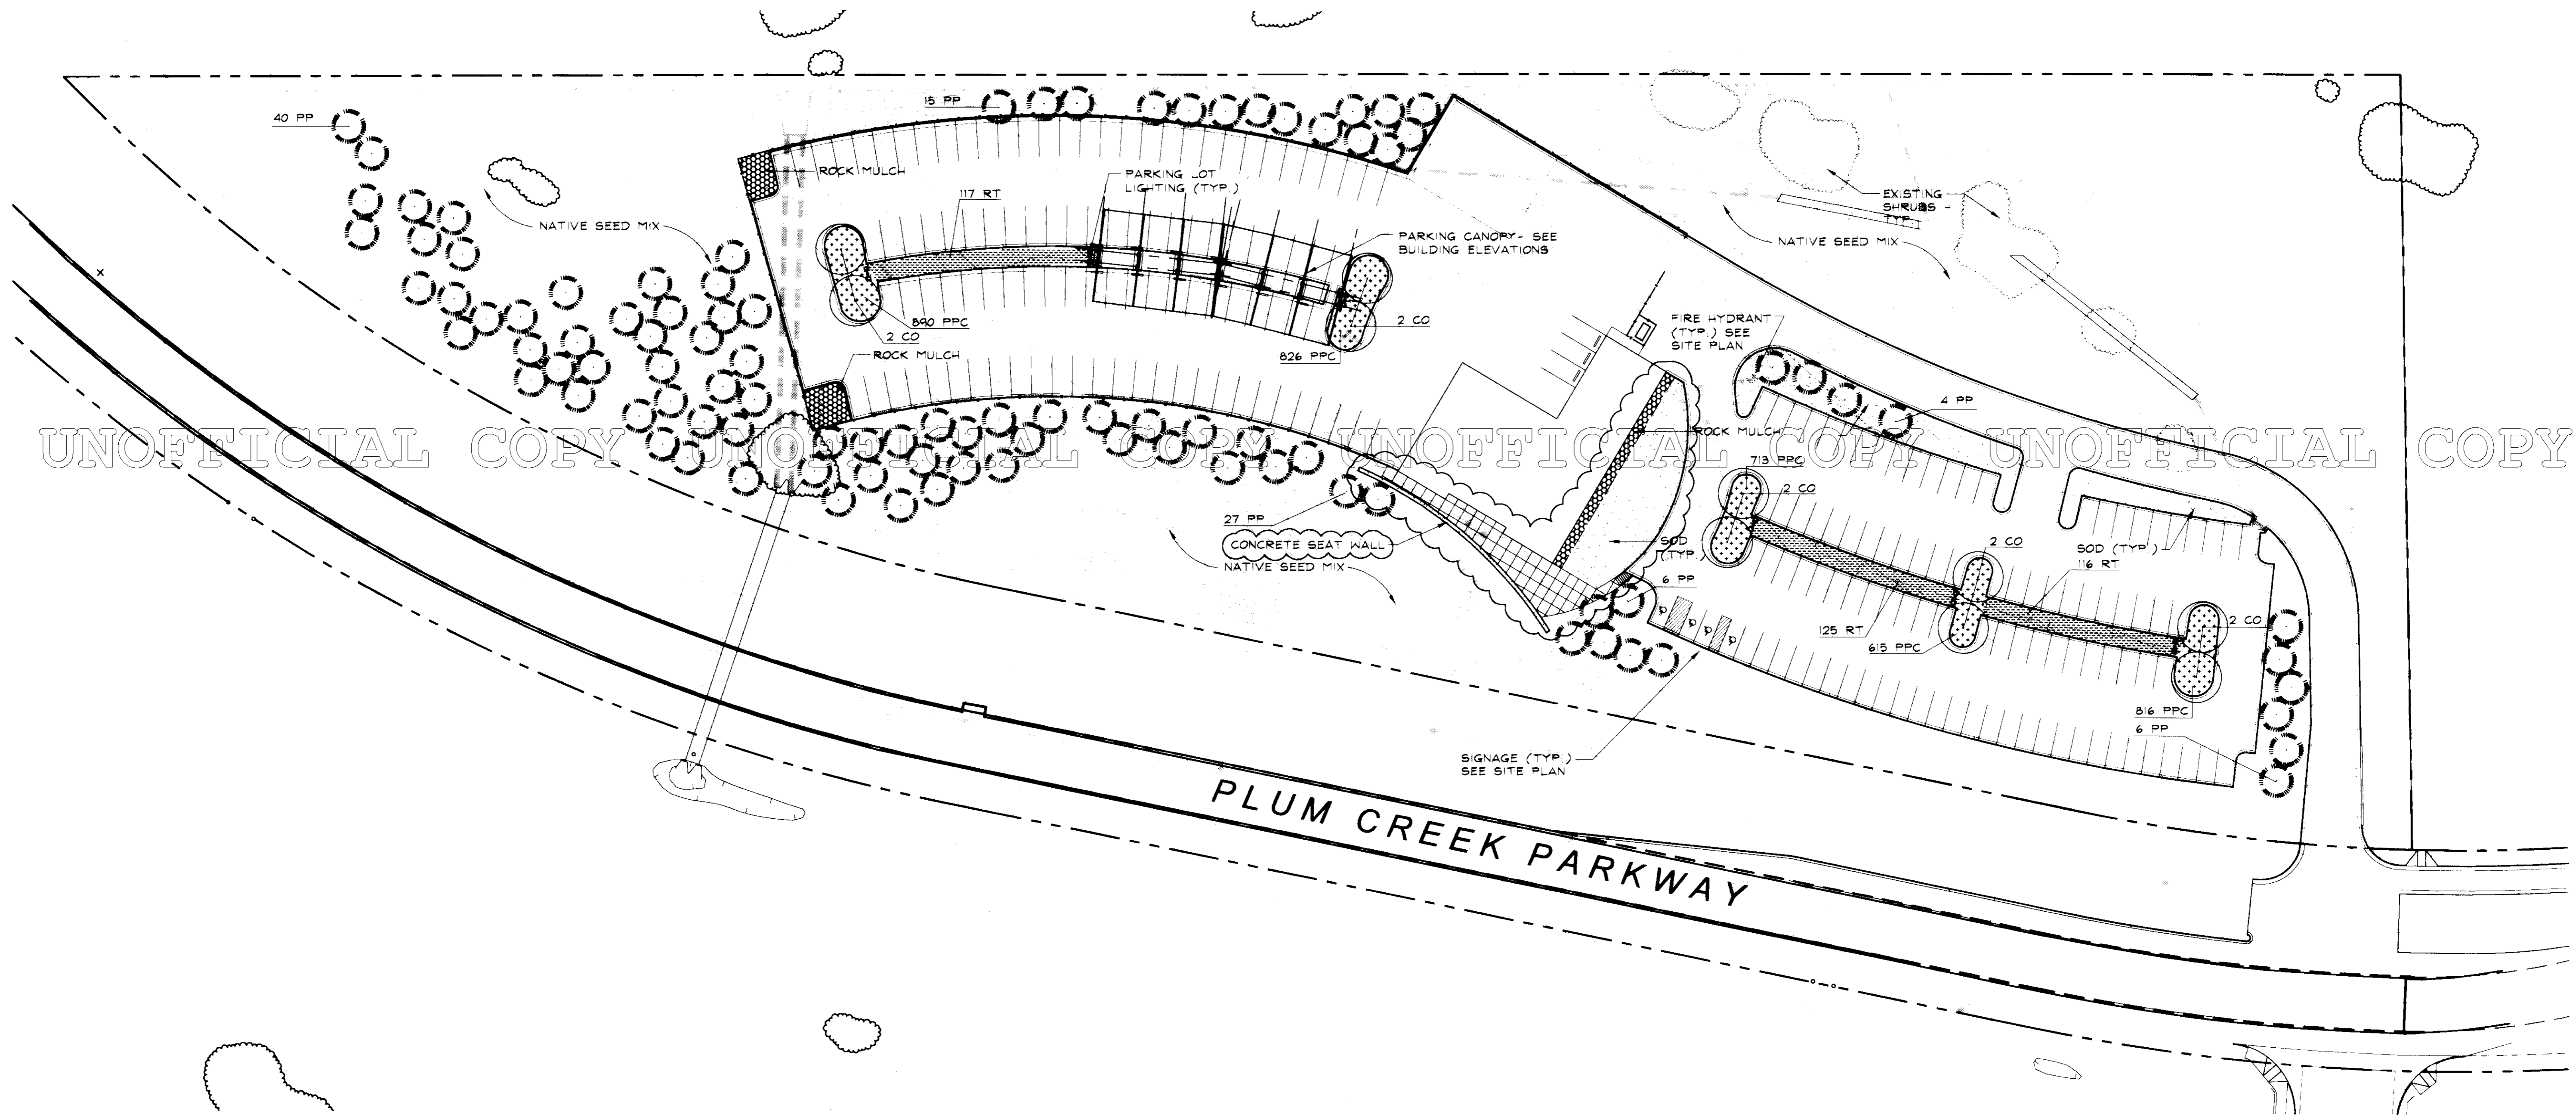 15 PP
40 PP
ROCK MULCH
PARKING LOT
LIGHTING (TYP.)
117 RT
NATIVE SEED MIX
EXISTING
SHRUBS -
TYP.
NATIVE SEED MIX
PARKING CANOPY - SEE
BUILDING ELEVATIONS
890 PPC
2 CO
2 CO
ROCK MULCH
826 PPC
FIRE HYDRANT
(TYP.) SEE
SITE PLAN
4 PP
ROCK MULCH
UNOFFICIAL COPY UNOFFICIAL COPY UNOFFICIAL COPY UNOFFICIAL COPY
713 PPC
2 CO
27 PP
CONCRETE SEAT WALL
NATIVE SEED MIX
SOD
(TYP.)
2 CO
SOD (TYP.)
116 RT
6 PP
125 RT
615 PPC
2 CO
816 PPC
6 PP
SIGNAGE (TYP.)
SEE SITE PLAN
PLUM CREEK PARKWAY